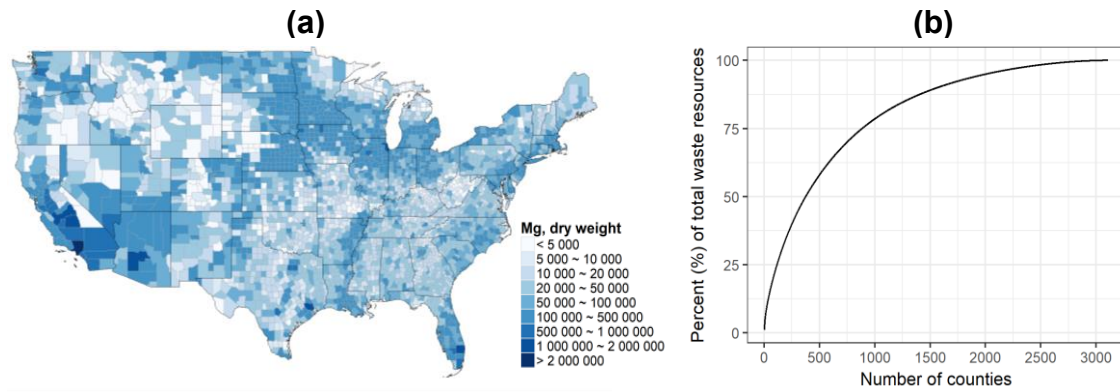 (a)
Mg, dry weight
< 5 000
5 000 ~ 10 000
10 000 ~ 20 000
20 000 ~ 50 000
50 000 ~ 100 000
100 000 ~ 500 000
500 000 ~ 1 000 000
1 000 000 ~ 2 000 000
> 2 000 000
(b)
Percent (%) of total waste resources
100
75
50
25
0
0 500 1000 1500 2000 2500 3000
Number of counties